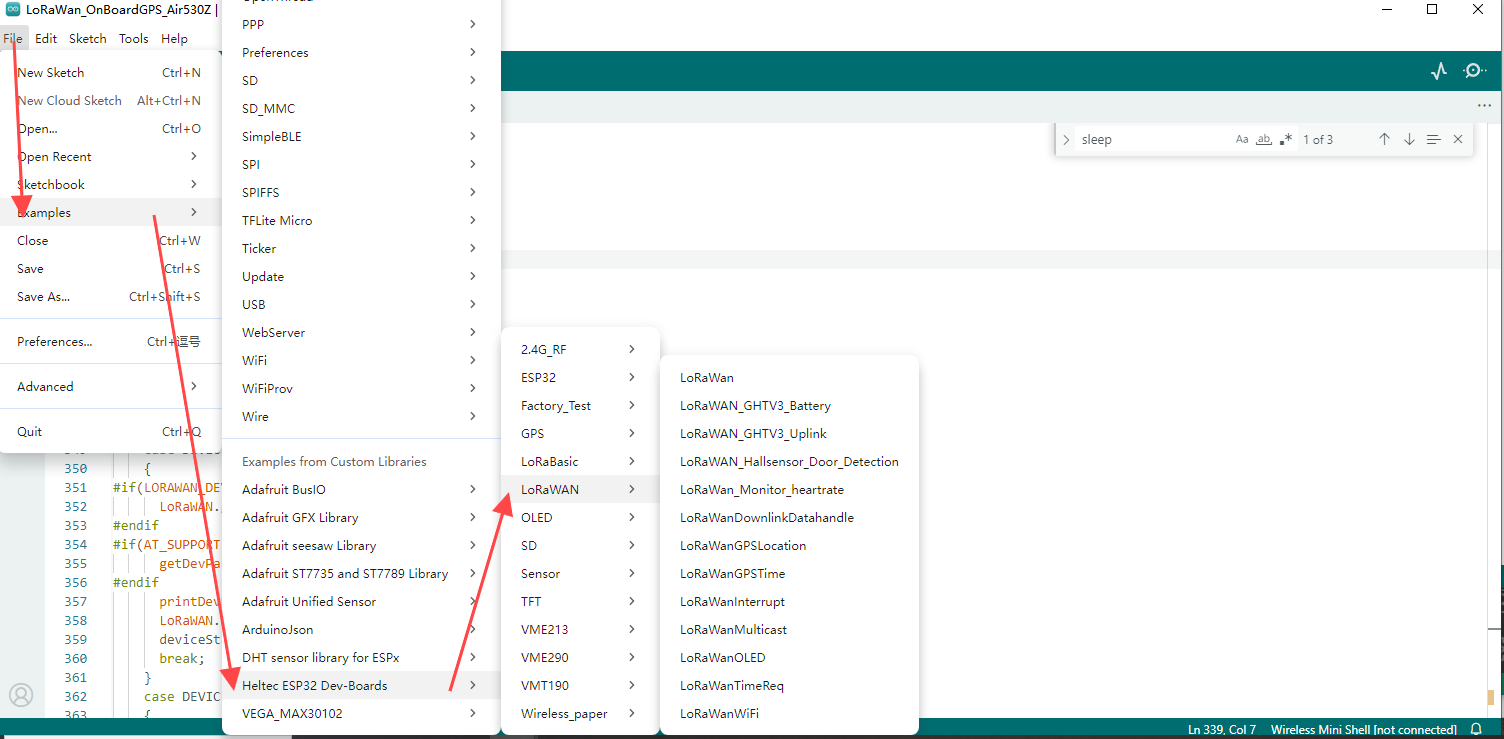 LoRaWan_OnBoardGPS_Air530Z |
File Edit Sketch Tools Help
New Sketch Ctrl+N
New Cloud Sketch Alt+Ctrl+N
Open... Ctrl+O
Open Recent
Sketchbook
Examples
Close Ctrl+W
Save Ctrl+S
Save As... Ctrl+Shift+S
Preferences... Ctrl+逗号
Advanced
Quit Ctrl+Q
PPP
Preferences
SD
SD_MMC
SimpleBLE
SPI
SPIFFS
TFLite Micro
Ticker
Update
USB
WebServer
WiFi
WiFiProv
Wire
Examples from Custom Libraries
Adafruit BusIO
Adafruit GFX Library
Adafruit seesaw Library
Adafruit ST7735 and ST7789 Library
Adafruit Unified Sensor
ArduinoJson
DHT sensor library for ESPx
Heltec ESP32 Dev-Boards
VEGA_MAX30102
2.4G_RF
ESP32
Factory_Test
GPS
LoRaBasic
LoRaWAN
OLED
SD
Sensor
TFT
VME213
VME290
VMT190
Wireless_paper
LoRaWan
LoRaWAN_GHTV3_Battery
LoRaWAN_GHTV3_Uplink
LoRaWAN_Hallsensor_Door_Detection
LoRaWan_Monitor_heartrate
LoRaWanDownlinkDatahandle
LoRaWanGPSLocation
LoRaWanGPSTime
LoRaWanInterrupt
LoRaWanMulticast
LoRaWanOLED
LoRaWanTimeReq
LoRaWanWiFi
sleep Aa ab .* 1 of 3
350 {
351 #if(LORAWAN_DE
352 LoRaWAN.
353 #endif
354 #if(AT_SUPPORT
355 getDevPa
356 #endif
357 printDev
358 LoRaWAN.
359 deviceSt
360 break;
361 }
362 case DEVIC
363 {
Ln 339, Col 7 Wireless Mini Shell [not connected]